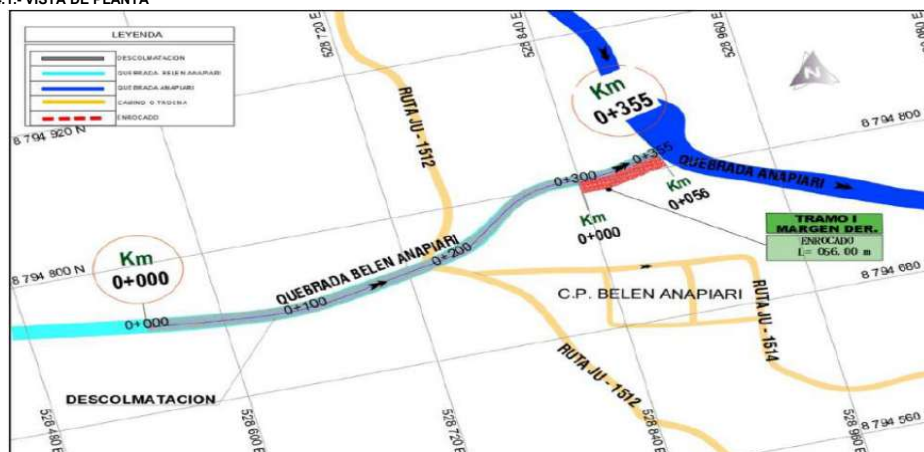 .1.- VISTA DE PLANTA
LEYENDA
DESCOLMATACION
QUEBRADA BELEN ANAPIARI
QUEBRADA ANAPIARI
CAMINO O TROCHA
ENROCADO
528 720 E
528 840 E
528 960 E
8 794 920 N
8 794 800 N
RUTA JU - 1512
Km
0+355
0+355
QUEBRADA ANAPIARI
0+300
Km
0+056
Km
0+000
TRAMO I
MARGEN DER.
ENROCADO
L= 056.00 m
Km
0+000
8 794 800 N
QUEBRADA BELEN ANAPIARI
0+200
0+100
0+000
C.P. BELEN ANAPIARI
8 794 680
RUTA JU - 1514
RUTA JU - 1512
DESCOLMATACION
8 794 560
528 480 E
528 600 E
528 720 E
528 840 E
528 960 E